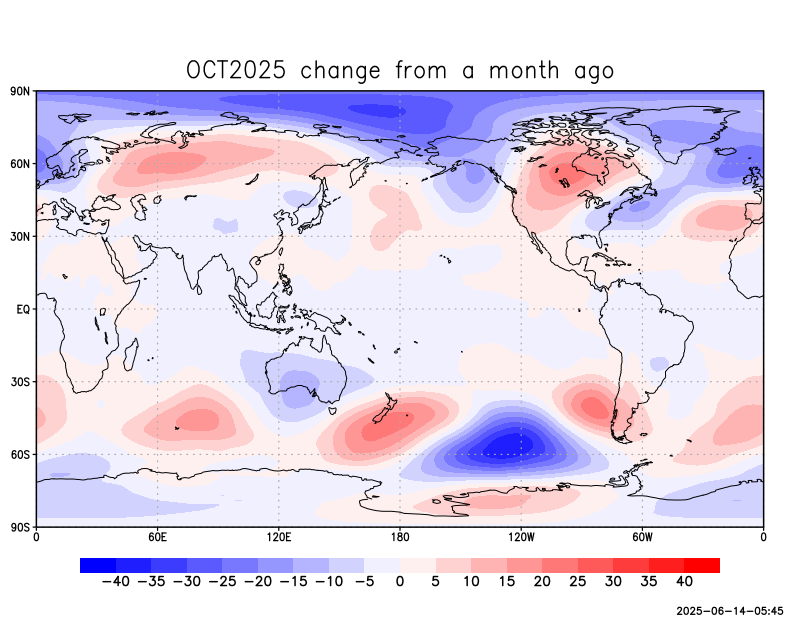 OCT2025 change from a month ago
90N
60N
30N
EQ
30S
60S
90S
0 60E 120E 180 120W 60W 0
−40 −35 −30 −25 −20 −15 −10 −5 0 5 10 15 20 25 30 35 40
2025-06-14-05:45